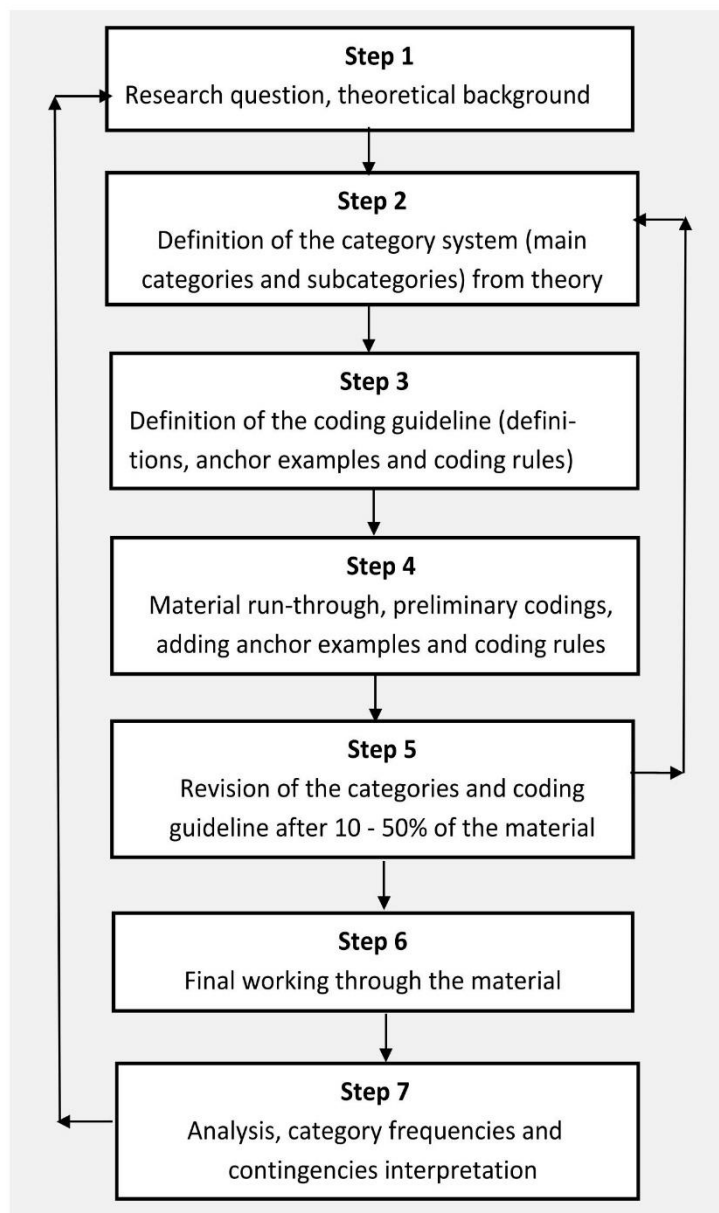 Step 1
Research question, theoretical background
Step 2
Definition of the category system (main
categories and subcategories) from theory
Step 3
Definition of the coding guideline (defini-
tions, anchor examples and coding rules)
Step 4
Material run-through, preliminary codings,
adding anchor examples and coding rules
Step 5
Revision of the categories and coding
guideline after 10 - 50% of the material
Step 6
Final working through the material
Step 7
Analysis, category frequencies and
contingencies interpretation